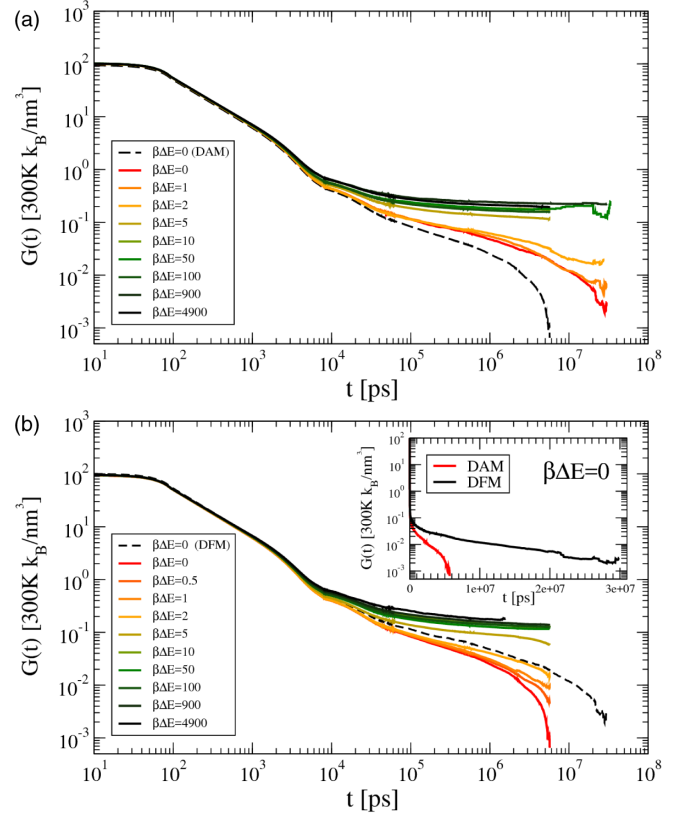 (a)
10^3
10^2
10^1
10^0
10^-1
10^-2
10^-3
G(t) [300K k_B/nm^3]
βΔE=0 (DAM)
βΔE=0
βΔE=1
βΔE=2
βΔE=5
βΔE=10
βΔE=50
βΔE=100
βΔE=900
βΔE=4900
10^1 10^2 10^3 10^4 10^5 10^6 10^7 10^8
t [ps]
(b)
10^3
10^2
10^1
10^0
10^-1
10^-2
10^-3
G(t) [300K k_B/nm^3]
βΔE=0 (DFM)
βΔE=0
βΔE=0.5
βΔE=1
βΔE=2
βΔE=5
βΔE=10
βΔE=50
βΔE=100
βΔE=900
βΔE=4900
10^2
10^1
10^0
10^-1
10^-2
10^-3
G(t) [300K k_B/nm^3]
DAM
DFM
βΔE=0
0 1e+07 2e+07 3e+07
t [ps]
10^1 10^2 10^3 10^4 10^5 10^6 10^7 10^8
t [ps]